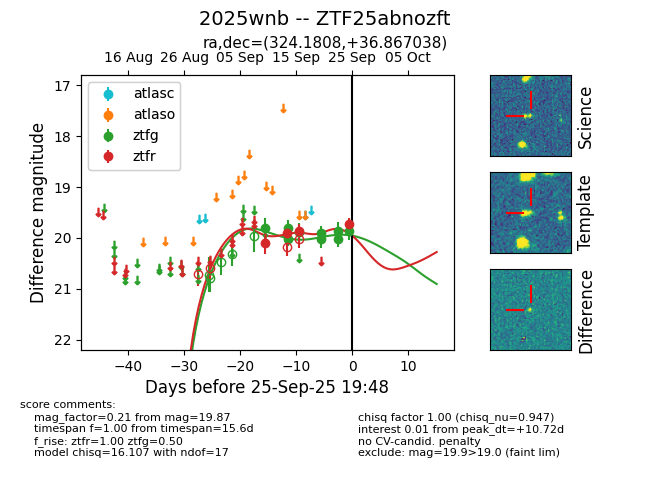 2025wnb -- ZTF25abnozft
ra,dec=(324.1808,+36.867038)
16 Aug 26 Aug 05 Sep 15 Sep 25 Sep 05 Oct
17
18
19
20
21
22
Difference magnitude
atlasc
atlaso
ztfg
ztfr
−40 −30 −20 −10 0 10
Days before 25-Sep-25 19:48
Science
Template
Difference
score comments:
mag_factor=0.21 from mag=19.87
timespan f=1.00 from timespan=15.6d
f_rise: ztfr=1.00 ztfg=0.50
model chisq=16.107 with ndof=17
chisq factor 1.00 (chisq_nu=0.947)
interest 0.01 from peak_dt=+10.72d
no CV-candid. penalty
exclude: mag=19.9>19.0 (faint lim)